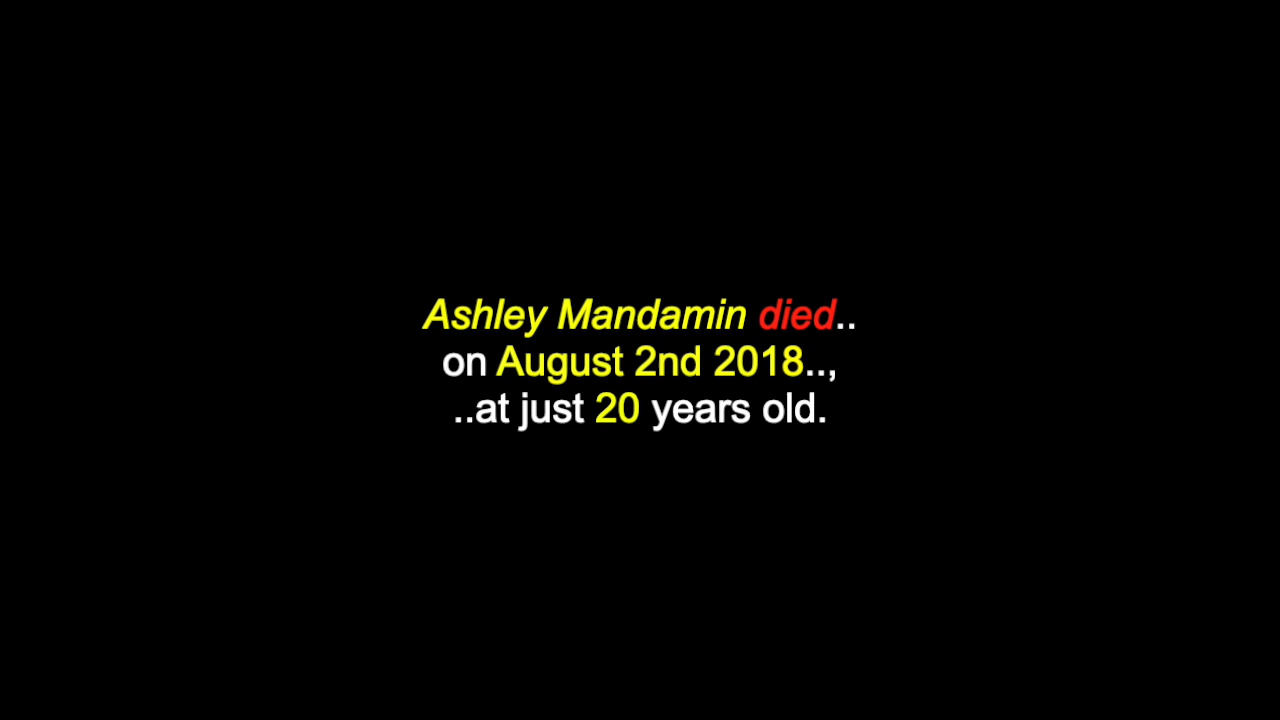 Ashley Mandamin died..
on August 2nd 2018..,
..at just 20 years old.